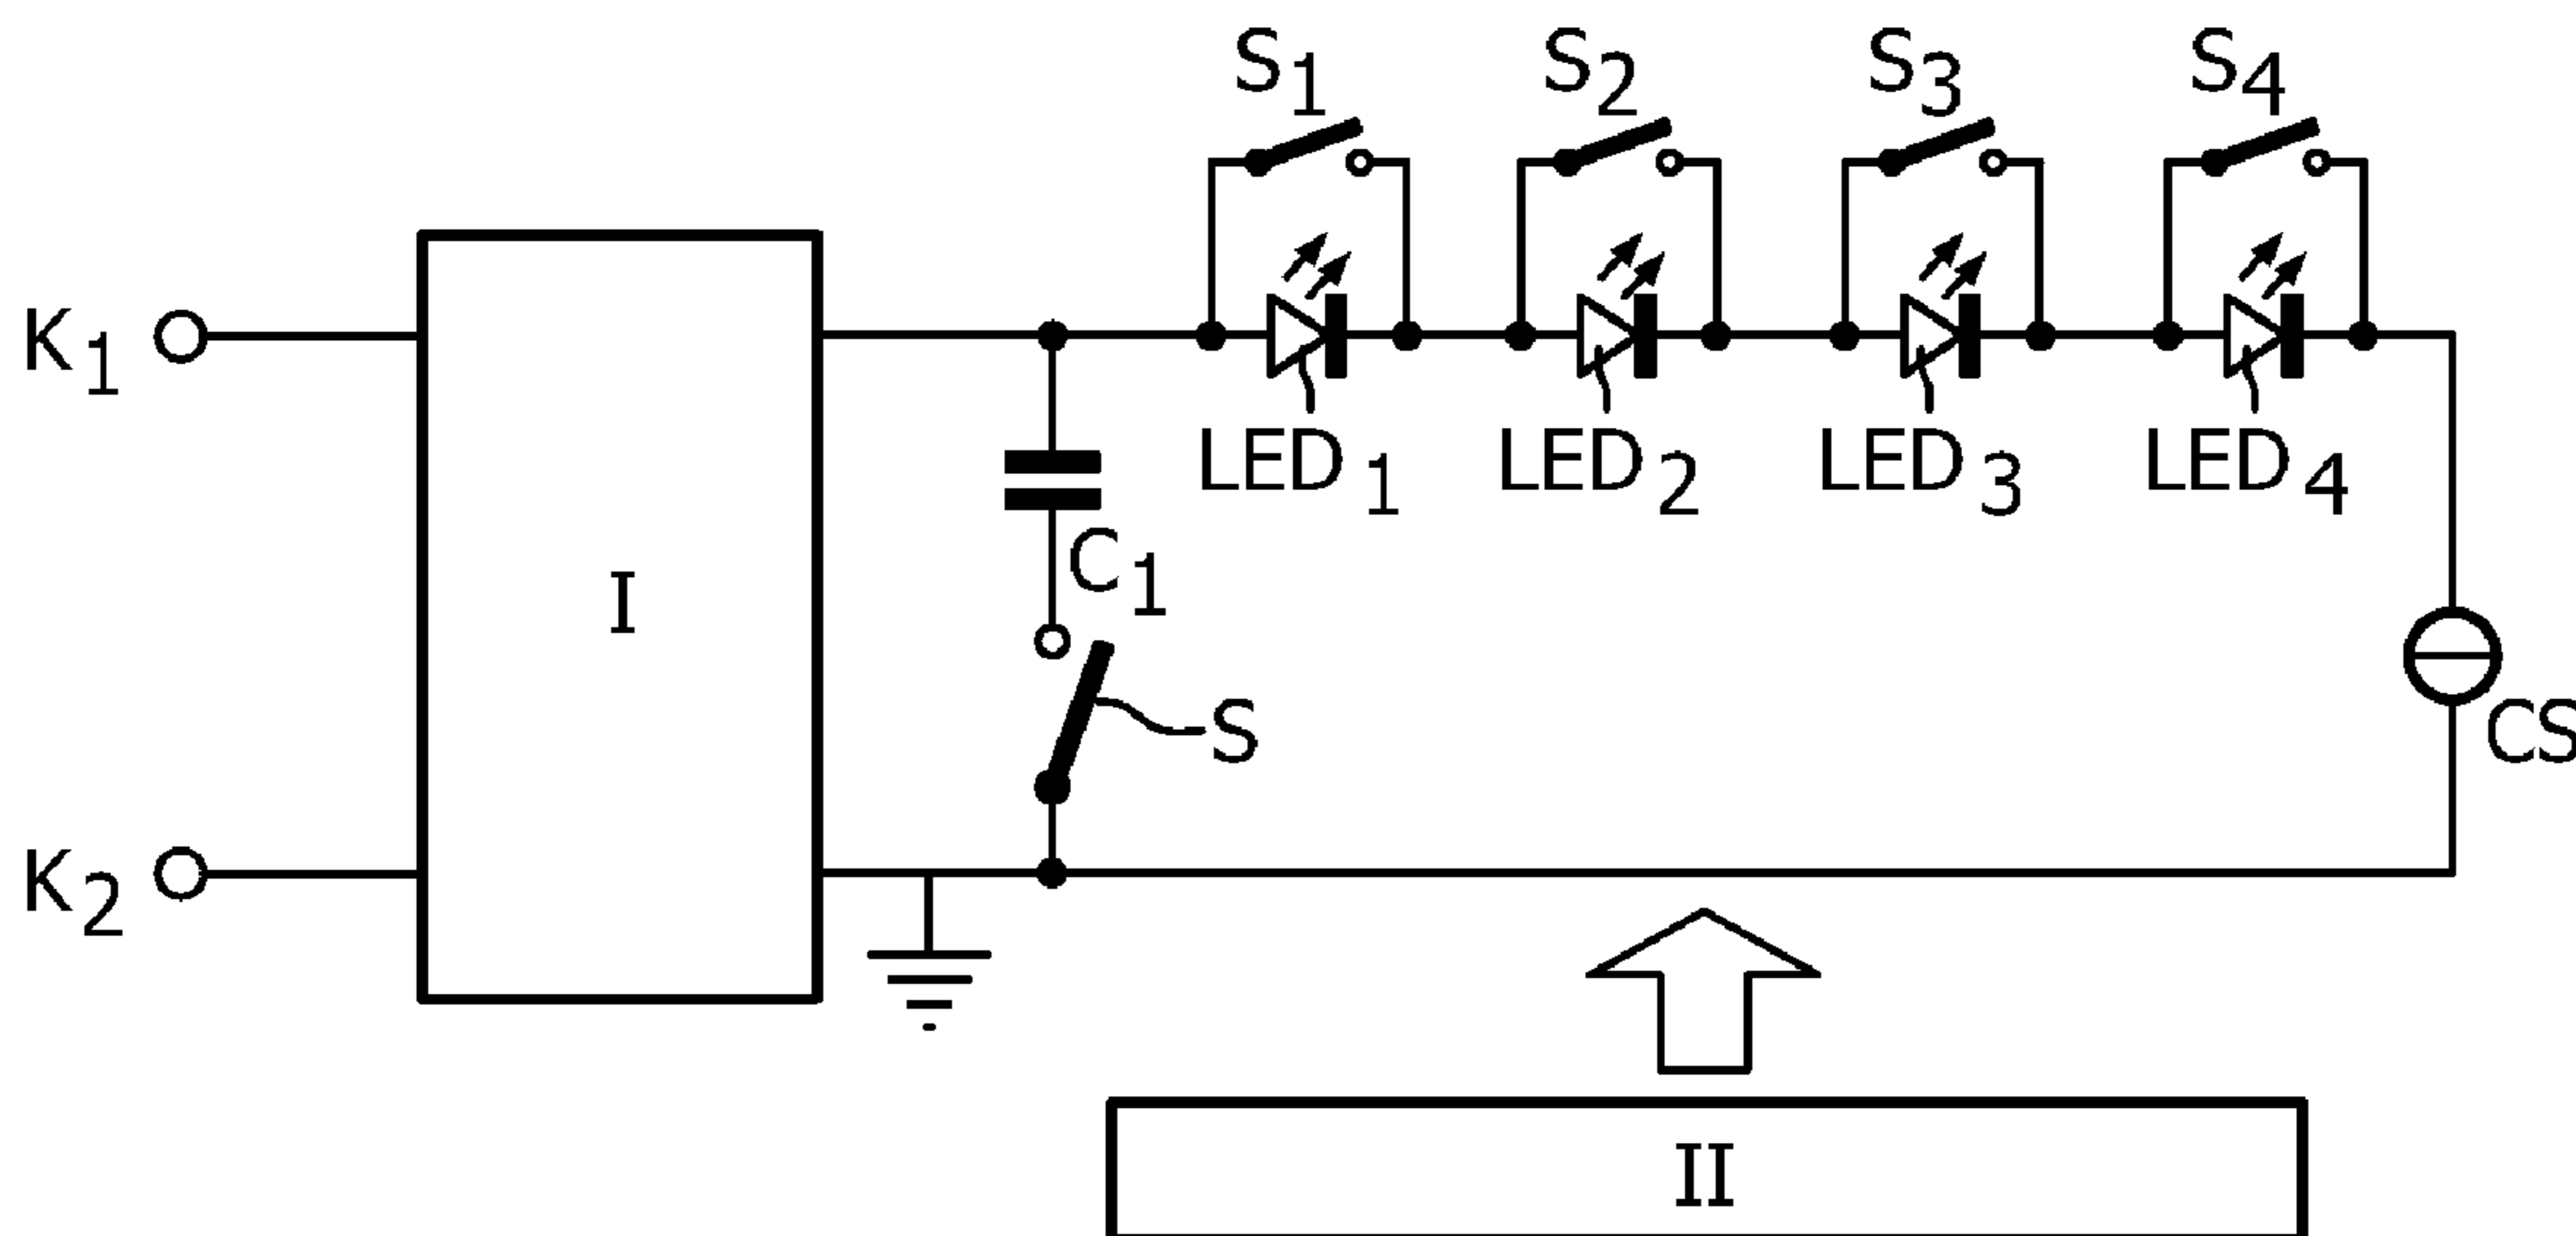 S1 S2 S3 S4
K1
LED1 LED2 LED3 LED4
C1
I
S
CS
K2
II